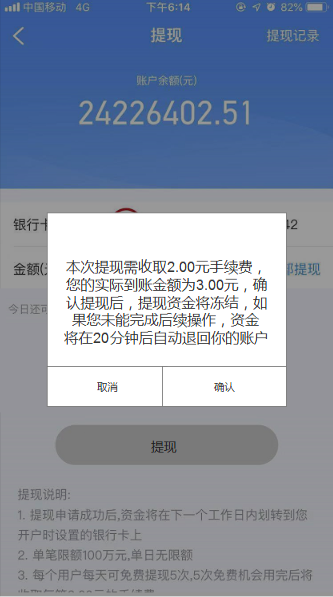 中国移动 4G 下午6:14 82%
提现 提现记录
账户余额(元)
24226402.51
银行卡 42
金额(元 部提现
今日还可
本次提现需收取2.00元手续费，
您的实际到账金额为3.00元，确
认提现后，提现资金将冻结，如
果您未能完成后续操作，资金
将在20分钟后自动退回你的账户
取消 确认
提现
提现说明:
1. 提现申请成功后,资金将在下一个工作日内划转到您
开户时设置的银行卡上
2. 单笔限额100万元,单日无限额
3. 每个用户每天可免费提现5次,5次免费机会用完后将